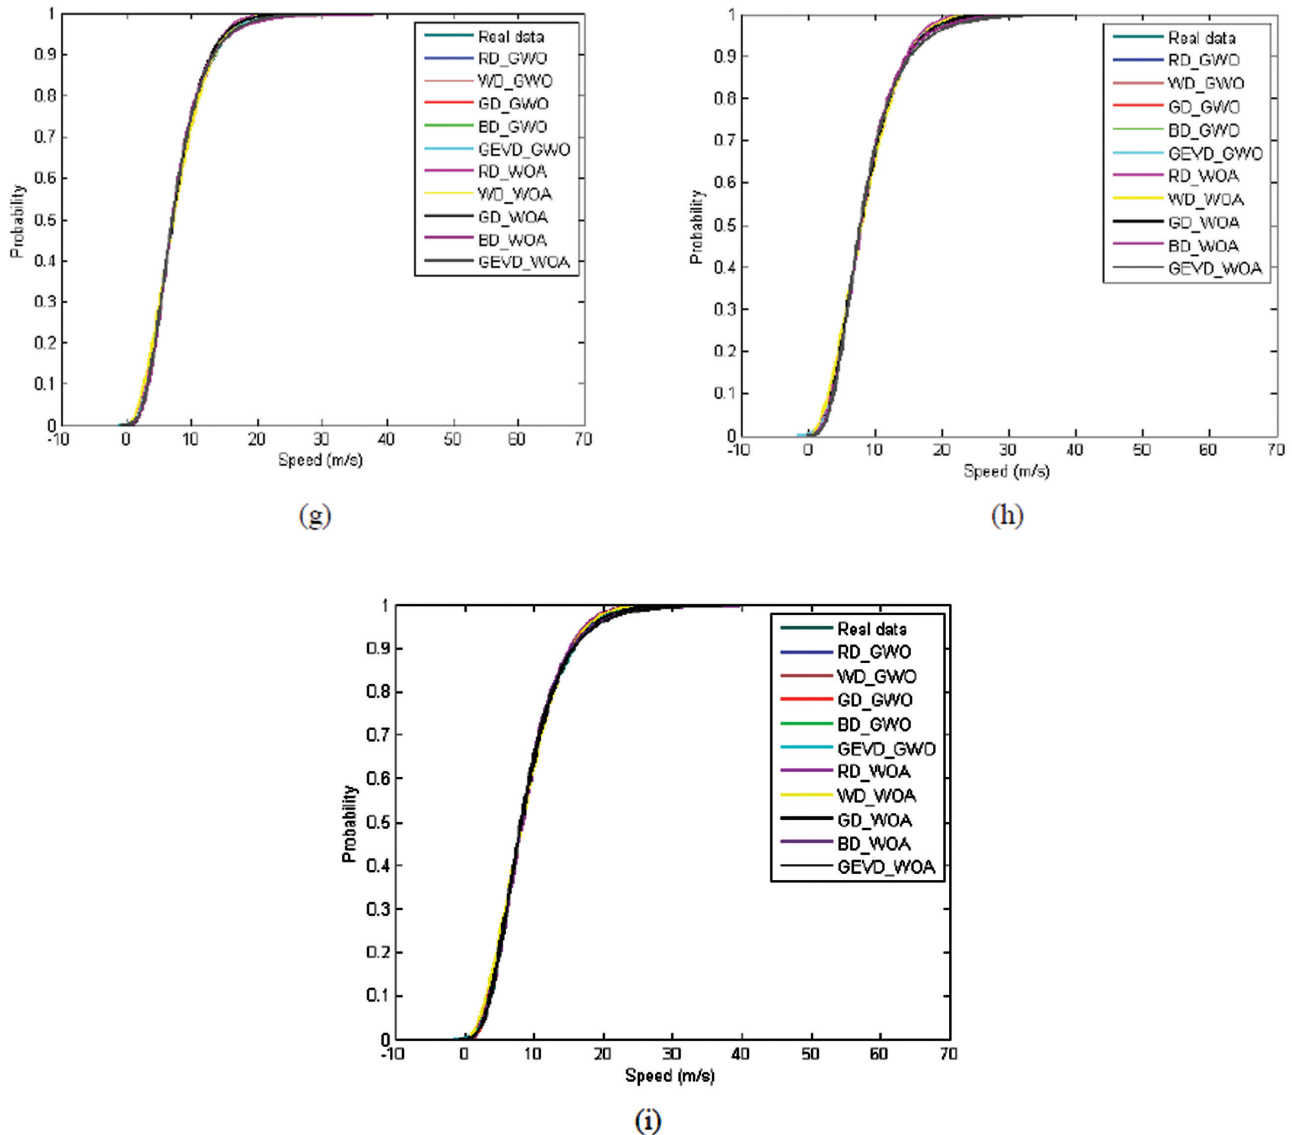 1
0.9
0.8
0.7
0.6
0.5
0.4
0.3
0.2
0.1
0
Probability
-10 0 10 20 30 40 50 60 70
Speed (m/s)
Real data
RD_GWO
WD_GWO
GD_GWO
BD_GWO
GEVD_GWO
RD_WOA
WD_WOA
GD_WOA
BD_WOA
GEVD_WOA
(g)
1
0.9
0.8
0.7
0.6
0.5
0.4
0.3
0.2
0.1
0
Probability
-10 0 10 20 30 40 50 60 70
Speed (m/s)
Real data
RD_GWO
WD_GWO
GD_GWO
BD_GWO
GEVD_GWO
RD_WOA
WD_WOA
GD_WOA
BD_WOA
GEVD_WOA
(h)
1
0.9
0.8
0.7
0.6
0.5
0.4
0.3
0.2
0.1
0
Probability
-10 0 10 20 30 40 50 60 70
Speed (m/s)
Real data
RD_GWO
WD_GWO
GD_GWO
BD_GWO
GEVD_GWO
RD_WOA
WD_WOA
GD_WOA
BD_WOA
GEVD_WOA
(i)